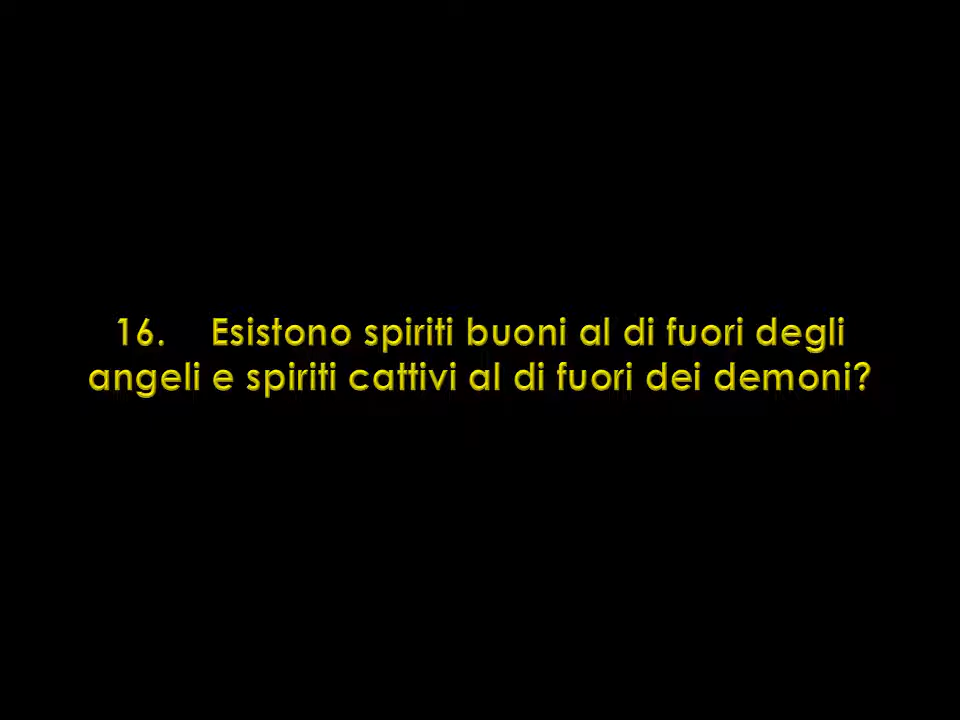 16. Esistono spiriti buoni al di fuori degli
angeli e spiriti cattivi al di fuori dei demoni?